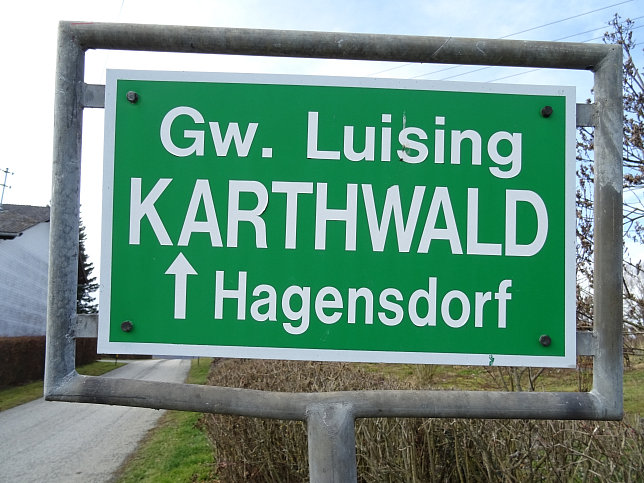 Gw. Luising
KARTHWALD
↑ Hagensdorf